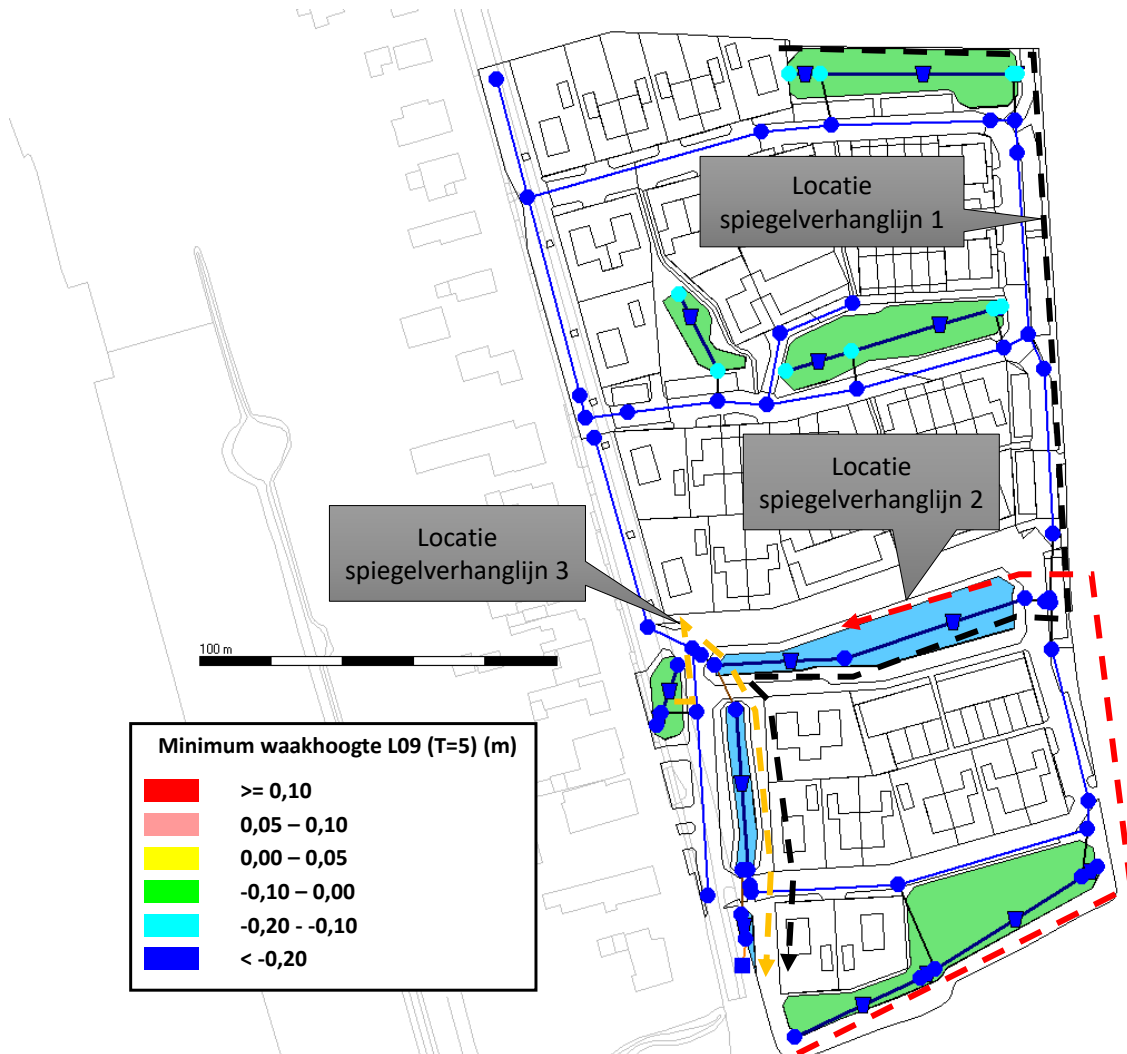 Locatie
spiegelverhanglijn 1
Locatie
spiegelverhanglijn 2
Locatie
spiegelverhanglijn 3
100 m
Minimum waakhoogte L09 (T=5) (m)
>= 0,10
0,05 – 0,10
0,00 – 0,05
-0,10 – 0,00
-0,20 - -0,10
< -0,20